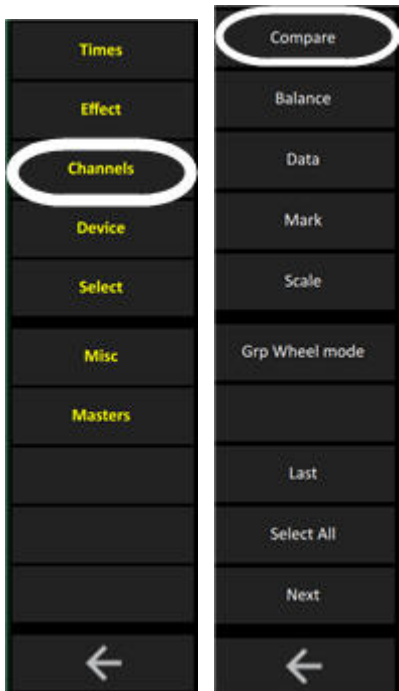 Times
Effect
Channels
Device
Select
Misc
Masters
Compare
Balance
Data
Mark
Scale
Grp Wheel mode
Last
Select All
Next